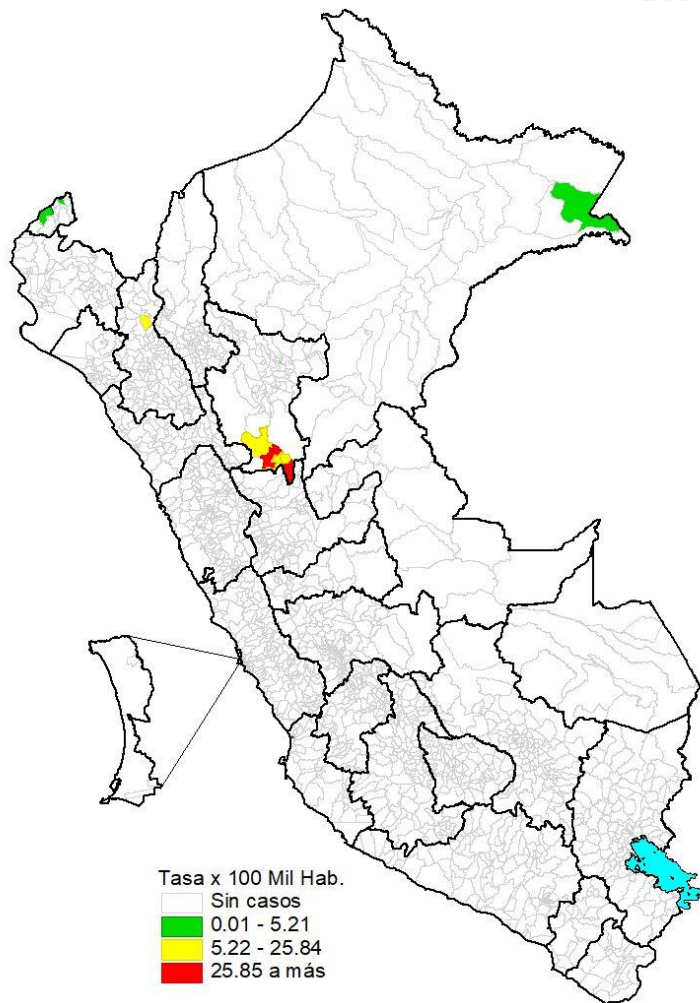 Tasa x 100 Mil Hab.
Sin casos
0.01 - 5.21
5.22 - 25.84
25.85 a más